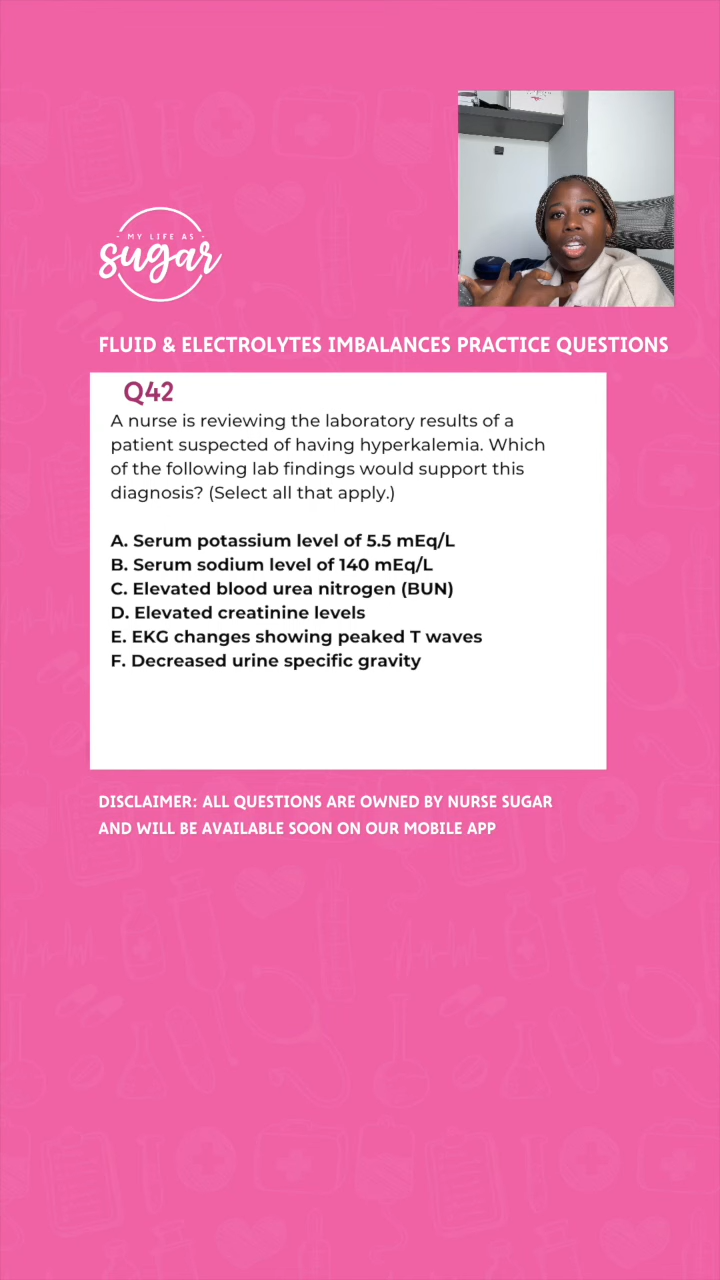 - MY LIFE AS -
sugar
FLUID & ELECTROLYTES IMBALANCES PRACTICE QUESTIONS
Q42
A nurse is reviewing the laboratory results of a
patient suspected of having hyperkalemia. Which
of the following lab findings would support this
diagnosis? (Select all that apply.)
A. Serum potassium level of 5.5 mEq/L
B. Serum sodium level of 140 mEq/L
C. Elevated blood urea nitrogen (BUN)
D. Elevated creatinine levels
E. EKG changes showing peaked T waves
F. Decreased urine specific gravity
DISCLAIMER: ALL QUESTIONS ARE OWNED BY NURSE SUGAR
AND WILL BE AVAILABLE SOON ON OUR MOBILE APP